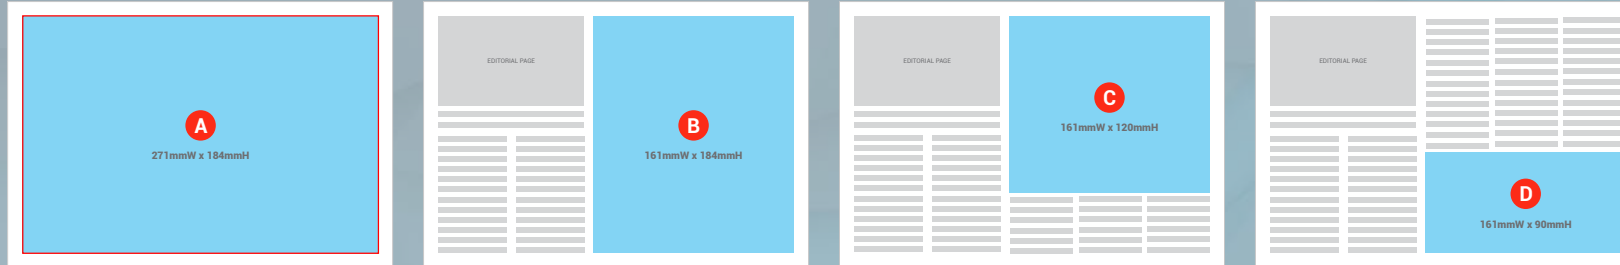 A
271mmW x 184mmH
EDITORIAL PAGE
B
161mmW x 184mmH
EDITORIAL PAGE
C
161mmW x 120mmH
EDITORIAL PAGE
D
161mmW x 90mmH